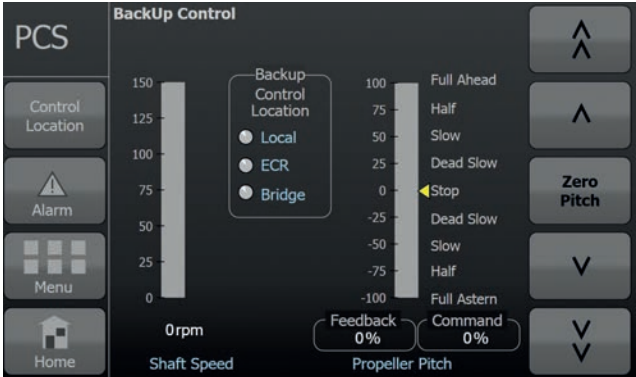 PCS
BackUp Control
Control
Location
Alarm
Menu
Home
150
125
100
75
50
25
0
0 rpm
Shaft Speed
Backup
Control
Location
Local
ECR
Bridge
100
75
50
25
0
-25
-50
-75
-100
Full Ahead
Half
Slow
Dead Slow
Stop
Dead Slow
Slow
Half
Full Astern
Feedback
0%
Command
0%
Propeller Pitch
Zero
Pitch